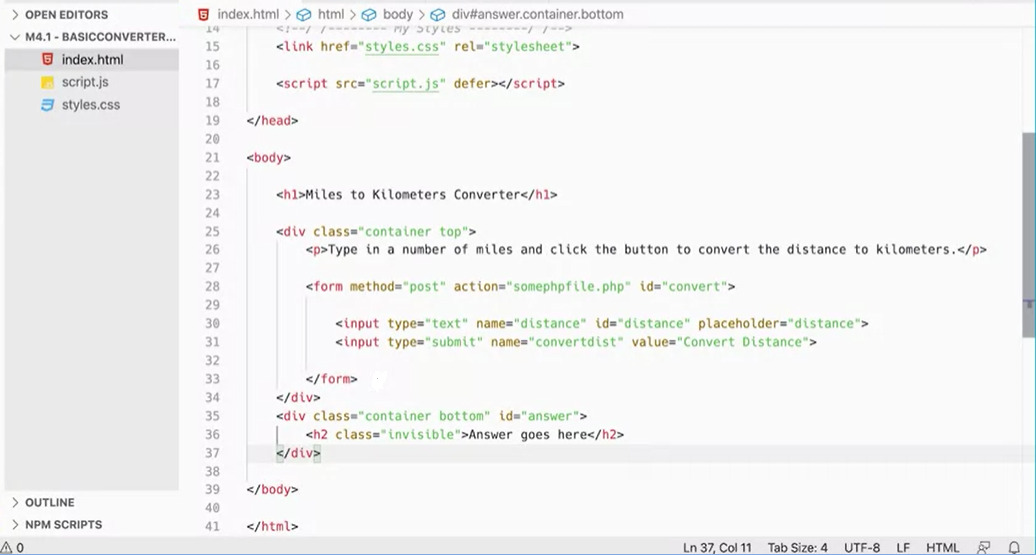 OPEN EDITORS
M4.1 - BASICCONVERTER...
index.html
script.js
styles.css
OUTLINE
NPM SCRIPTS
index.html > html > body > div#answer.container.bottom
14 <!--/ /-------- My Styles --------/ /-->
15 <link href="styles.css" rel="stylesheet">
16
17 <script src="script.js" defer></script>
18
19 </head>
20
21 <body>
22
23 <h1>Miles to Kilometers Converter</h1>
24
25 <div class="container top">
26 <p>Type in a number of miles and click the button to convert the distance to kilometers.</p>
27
28 <form method="post" action="somephpfile.php" id="convert">
29
30 <input type="text" name="distance" id="distance" placeholder="distance">
31 <input type="submit" name="convertdist" value="Convert Distance">
32
33 </form>
34 </div>
35 <div class="container bottom" id="answer">
36 <h2 class="invisible">Answer goes here</h2>
37 </div>
38
39 </body>
40
41 </html>
0 Ln 37, Col 11 Tab Size: 4 UTF-8 LF HTML